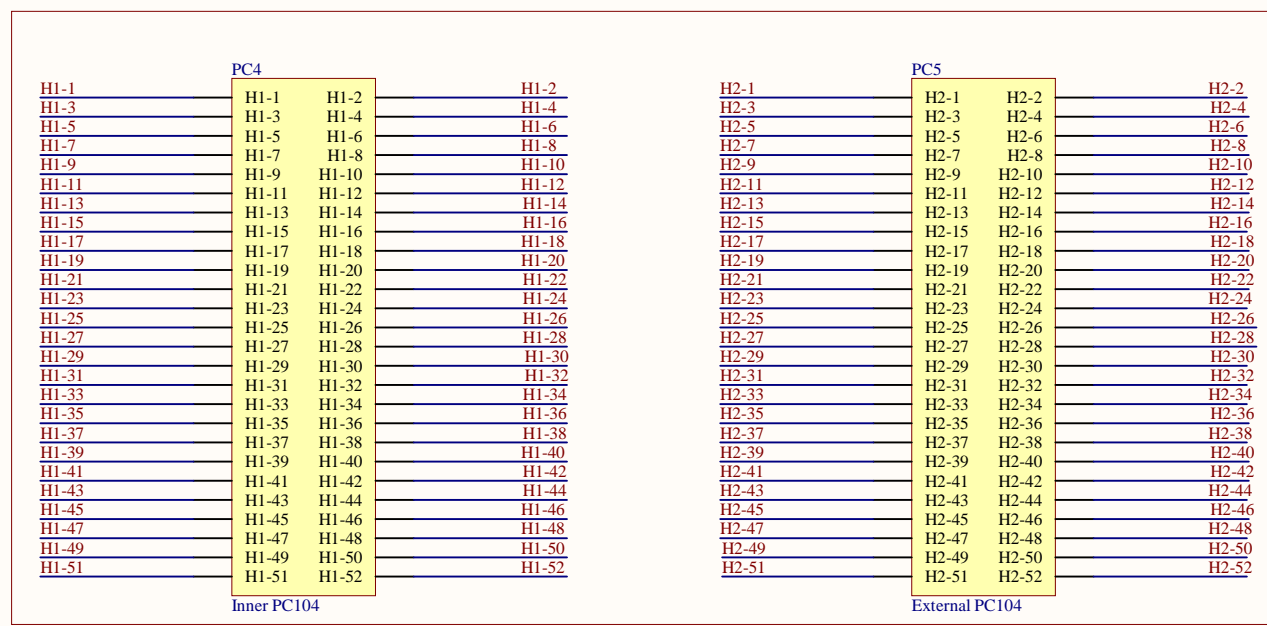 PC4 PC5
H1-1 H1-1 H1-2 H1-2 H2-1 H2-1 H2-2 H2-2
H1-3 H1-3 H1-4 H1-4 H2-3 H2-3 H2-4 H2-4
H1-5 H1-5 H1-6 H1-6 H2-5 H2-5 H2-6 H2-6
H1-7 H1-7 H1-8 H1-8 H2-7 H2-7 H2-8 H2-8
H1-9 H1-9 H1-10 H1-10 H2-9 H2-9 H2-10 H2-10
H1-11 H1-11 H1-12 H1-12 H2-11 H2-11 H2-12 H2-12
H1-13 H1-13 H1-14 H1-14 H2-13 H2-13 H2-14 H2-14
H1-15 H1-15 H1-16 H1-16 H2-15 H2-15 H2-16 H2-16
H1-17 H1-17 H1-18 H1-18 H2-17 H2-17 H2-18 H2-18
H1-19 H1-19 H1-20 H1-20 H2-19 H2-19 H2-20 H2-20
H1-21 H1-21 H1-22 H1-22 H2-21 H2-21 H2-22 H2-22
H1-23 H1-23 H1-24 H1-24 H2-23 H2-23 H2-24 H2-24
H1-25 H1-25 H1-26 H1-26 H2-25 H2-25 H2-26 H2-26
H1-27 H1-27 H1-28 H1-28 H2-27 H2-27 H2-28 H2-28
H1-29 H1-29 H1-30 H1-30 H2-29 H2-29 H2-30 H2-30
H1-31 H1-31 H1-32 H1-32 H2-31 H2-31 H2-32 H2-32
H1-33 H1-33 H1-34 H1-34 H2-33 H2-33 H2-34 H2-34
H1-35 H1-35 H1-36 H1-36 H2-35 H2-35 H2-36 H2-36
H1-37 H1-37 H1-38 H1-38 H2-37 H2-37 H2-38 H2-38
H1-39 H1-39 H1-40 H1-40 H2-39 H2-39 H2-40 H2-40
H1-41 H1-41 H1-42 H1-42 H2-41 H2-41 H2-42 H2-42
H1-43 H1-43 H1-44 H1-44 H2-43 H2-43 H2-44 H2-44
H1-45 H1-45 H1-46 H1-46 H2-45 H2-45 H2-46 H2-46
H1-47 H1-47 H1-48 H1-48 H2-47 H2-47 H2-48 H2-48
H1-49 H1-49 H1-50 H1-50 H2-49 H2-49 H2-50 H2-50
H1-51 H1-51 H1-52 H1-52 H2-51 H2-51 H2-52 H2-52
Inner PC104 External PC104